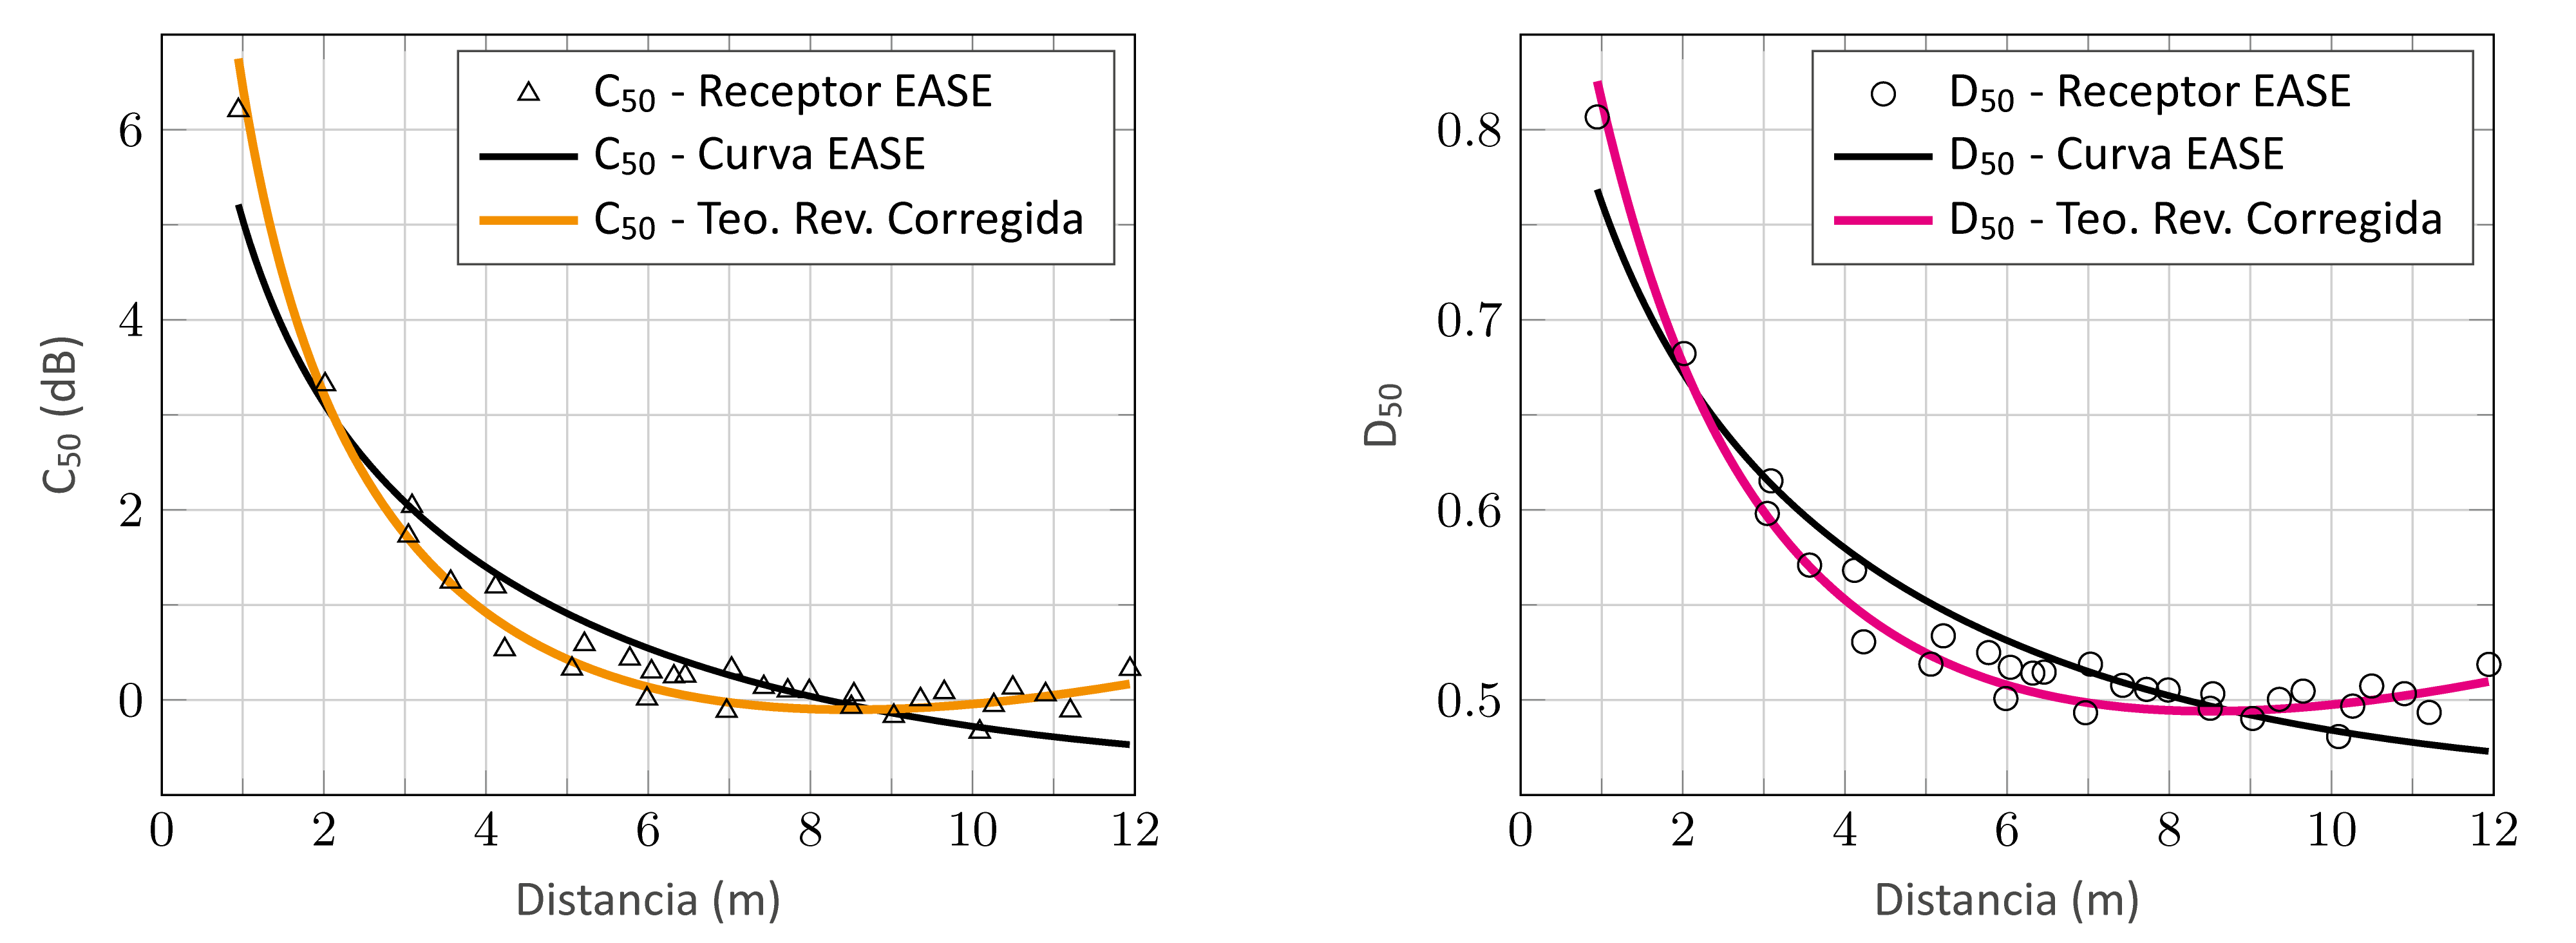 C50 - Receptor EASE
C50 - Curva EASE
C50 - Teo. Rev. Corregida
6
4
2
0
C50 (dB)
0 2 4 6 8 10 12
Distancia (m)
D50 - Receptor EASE
D50 - Curva EASE
D50 - Teo. Rev. Corregida
0.8
0.7
0.6
0.5
D50
0 2 4 6 8 10 12
Distancia (m)